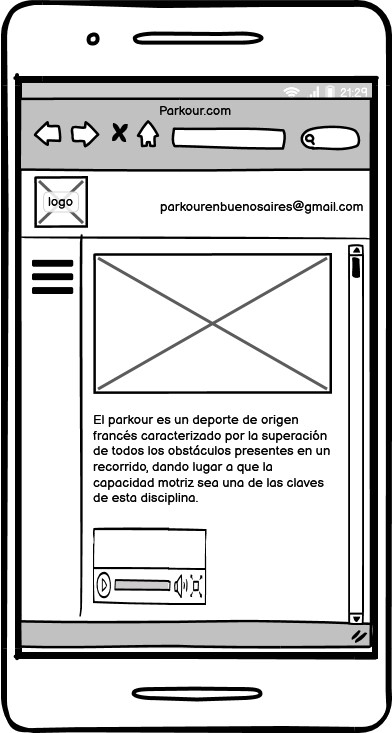 21:29
Parkour.com
logo
parkourenbuenosaires@gmail.com
El parkour es un deporte de origen
francés caracterizado por la superación
de todos los obstáculos presentes en un
recorrido, dando lugar a que la
capacidad motriz sea una de las claves
de esta disciplina.